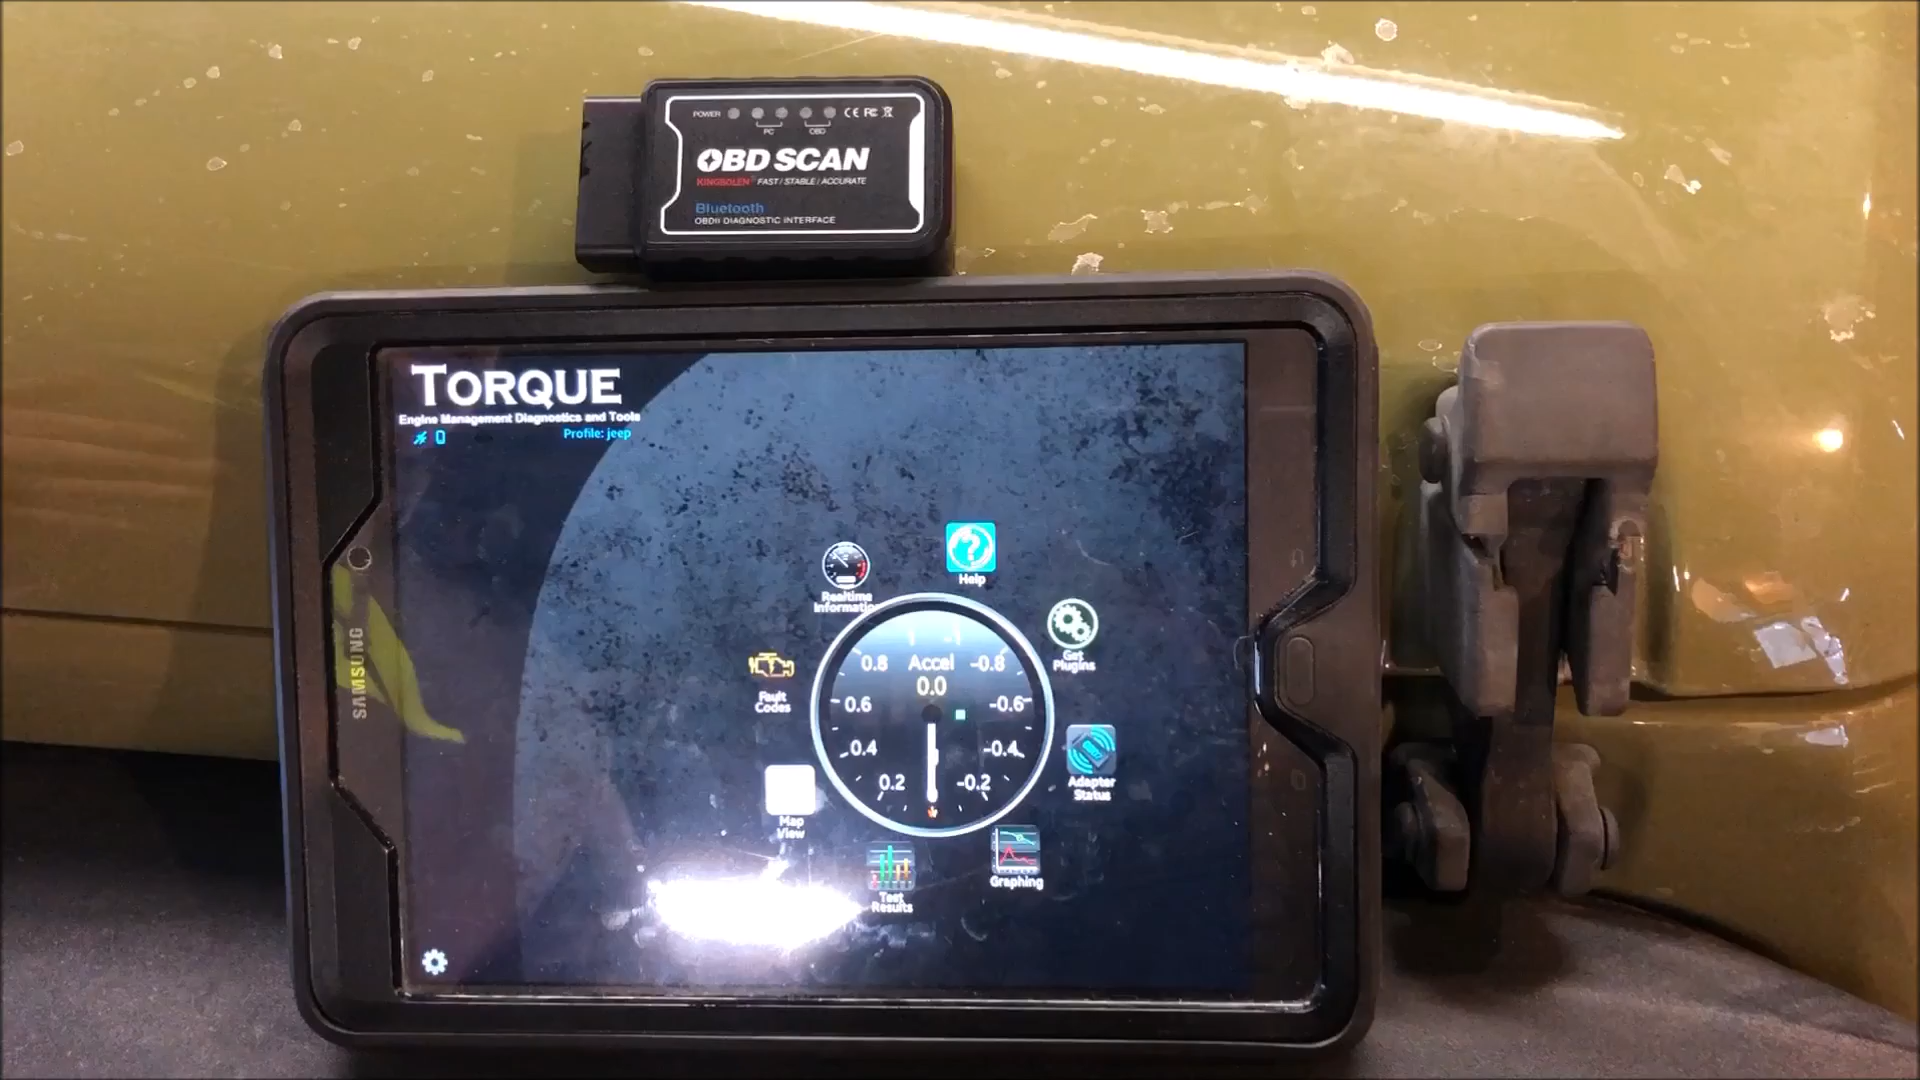 POWER
CE FC
PC
OBD
OBD SCAN
KINGBOLEN FAST / STABLE / ACCURATE
Bluetooth
OBDII DIAGNOSTIC INTERFACE
TORQUE
Engine Management Diagnostics and Tools
Profile: jeep
SAMSUNG
Help
Realtime
Information
Get
Plugins
Fault
Codes
0.8 Accel -0.8
0.0
0.6 -0.6
0.4 -0.4
0.2 -0.2
Adapter
Status
Map
View
Graphing
Test
Results